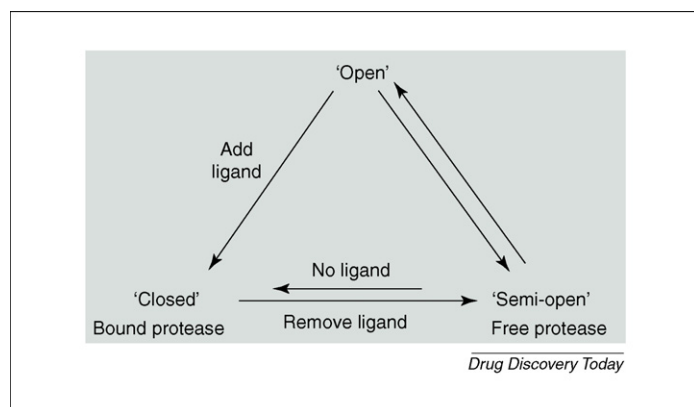 ‘Open’
Add
ligand
No ligand
‘Closed’
‘Semi-open’
Bound protease
Remove ligand
Free protease
Drug Discovery Today